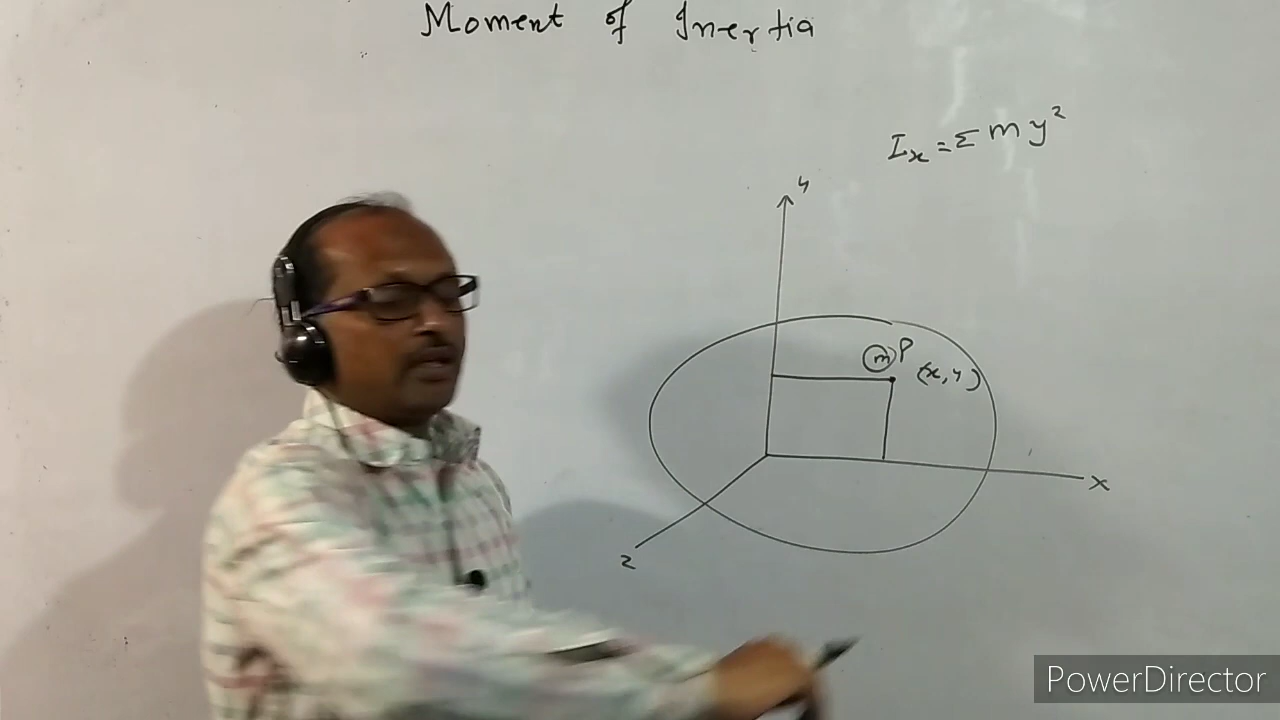 Moment of Inertia
Ix = Σ m y²
y
m P (x, y)
x
z
PowerDirector